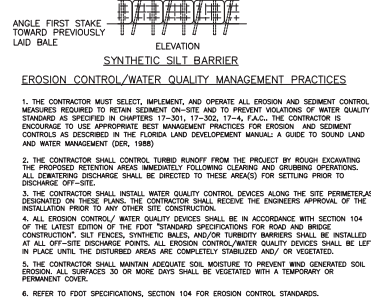 ANGLE FIRST STAKE
TOWARD PREVIOUSLY
LAID BALE
ELEVATION
SYNTHETIC SILT BARRIER
EROSION CONTROL/WATER QUALITY MANAGEMENT PRACTICES
1. THE CONTRACTOR MUST SELECT, IMPLEMENT, AND OPERATE ALL EROSION AND SEDIMENT CONTROL
MEASURES REQUIRED TO RETAIN SEDIMENT ON-SITE AND TO PREVENT VIOLATIONS OF WATER QUALITY
STANDARD AS SPECIFIED IN CHAPTERS 17-301, 17-302, 17-4, F.A.C.. THE CONTRACTOR IS
ENCOURAGE TO USE APPROPRIATE BEST MANAGEMENT PRACTICES FOR EROSION AND SEDIMENT
CONTROLS AS DESCRIBED IN THE FLORIDA LAND DEVELOPEMENT MANUAL: A GUIDE TO SOUND LAND
AND WATER MANAGEMENT (DER, 1988)
2. THE CONTRACTOR SHALL CONTROL TURBID RUNOFF FROM THE PROJECT BY ROUGH EXCAVATING
THE PROPOSED RETENTION AREAS IMMEDIATELY FOLLOWING CLEARING AND GRUBBING OPERATIONS.
ALL DEWATERING DISCHARGE SHALL BE DIRECTED TO THESE AREA(S) FOR SETTLING PRIOR TO
DISCHARGE OFF-SITE.
3. THE CONTRACTOR SHALL INSTALL WATER QUALITY CONTROL DEVICES ALONG THE SITE PERIMETER,AS
DESIGNATED ON THESE PLANS. THE CONTRACTOR SHALL RECEIVE THE ENGINEERS APPROVAL OF THE
INSTALLATION PRIOR TO ANY OTHER SITE CONSTRUCTION.
4. ALL EROSION CONTROL/ WATER QUALITY DEVICES SHALL BE IN ACCORDANCE WITH SECTION 104
OF THE LATEST EDITION OF THE FDOT "STANDARD SPECIFICATIONS FOR ROAD AND BRIDGE
CONSTRUCTION". SILT FENCES, SYNTHETIC BALES, AND/OR TURBIDITY BARRIERS SHALL BE INSTALLED
AT ALL OFF-SITE DISCHARGE POINTS. ALL EROSION CONTROL/WATER QUALITY DEVICES SHALL BE LEF
IN PLACE UNTIL THE DISTURBED AREAS ARE COMPLETELY STABILIZED AND/ OR VEGETATED.
5. THE CONTRACTOR SHALL MAINTAIN ADEQUATE SOIL MOISTURE TO PREVENT WIND GENERATED SOIL
EROSION. ALL SURFACES 30 OR MORE DAYS SHALL BE VEGETATED WITH A TEMPORARY OR
PERMANENT COVER.
6. REFER TO FDOT SPECIFICATIONS, SECTION 104 FOR EROSION CONTROL STANDARDS.